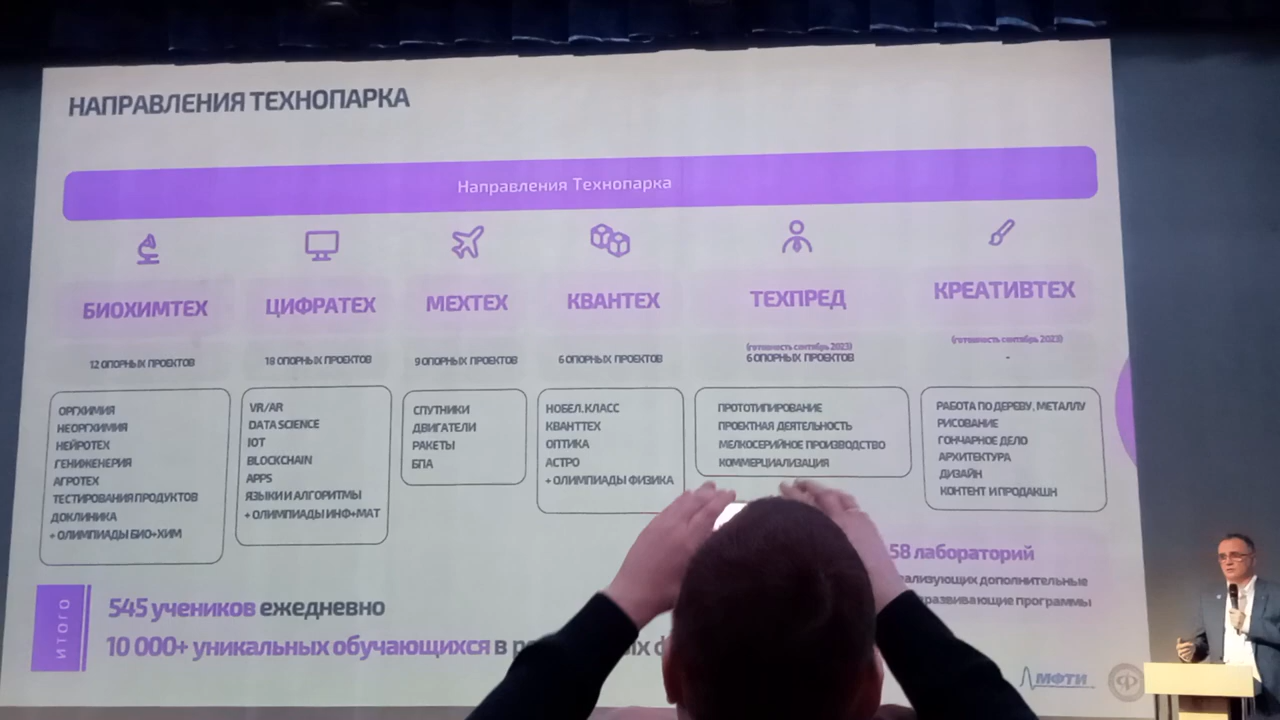 НАПРАВЛЕНИЯ ТЕХНОПАРКА
Направления Технопарка
БИОХИМТЕХ
12 ОПОРНЫХ ПРОЕКТОВ
ОРГХИМИЯ
НЕОРГХИМИЯ
НЕЙРОТЕХ
ГЕНИЖЕНЕРИЯ
АГРОТЕХ
ТЕСТИРОВАНИЯ ПРОДУКТОВ
ДОКЛИНИКА
+ ОЛИМПИАДЫ БИО+ХИМ
ЦИФРАТЕХ
18 ОПОРНЫХ ПРОЕКТОВ
VR/AR
DATA SCIENCE
IOT
BLOCKCHAIN
APPS
ЯЗЫКИ И АЛГОРИТМЫ
+ ОЛИМПИАДЫ ИНФ+МАТ
МЕХТЕХ
9 ОПОРНЫХ ПРОЕКТОВ
СПУТНИКИ
ДВИГАТЕЛИ
РАКЕТЫ
БПА
КВАНТЕХ
6 ОПОРНЫХ ПРОЕКТОВ
НОБЕЛ.КЛАСС
КВАНТТЕХ
ОПТИКА
АСТРО
+ ОЛИМПИАДЫ ФИЗИКА
ТЕХПРЕД
(готовность сентябрь 2023)
6 ОПОРНЫХ ПРОЕКТОВ
ПРОТОТИПИРОВАНИЕ
ПРОЕКТНАЯ ДЕЯТЕЛЬНОСТЬ
МЕЛКОСЕРИЙНОЕ ПРОИЗВОДСТВО
КОММЕРЦИАЛИЗАЦИЯ
КРЕАТИВТЕХ
(готовность сентябрь 2023)
-
РАБОТА ПО ДЕРЕВУ, МЕТАЛЛУ
РИСОВАНИЕ
ГОНЧАРНОЕ ДЕЛО
АРХИТЕКТУРА
ДИЗАЙН
КОНТЕНТ И ПРОДАКШН
ИТОГО
545 учеников ежедневно
10 000+ уникальных обучающихся в
58 лабораторий
дополнительные
развивающие программы
МФТИ